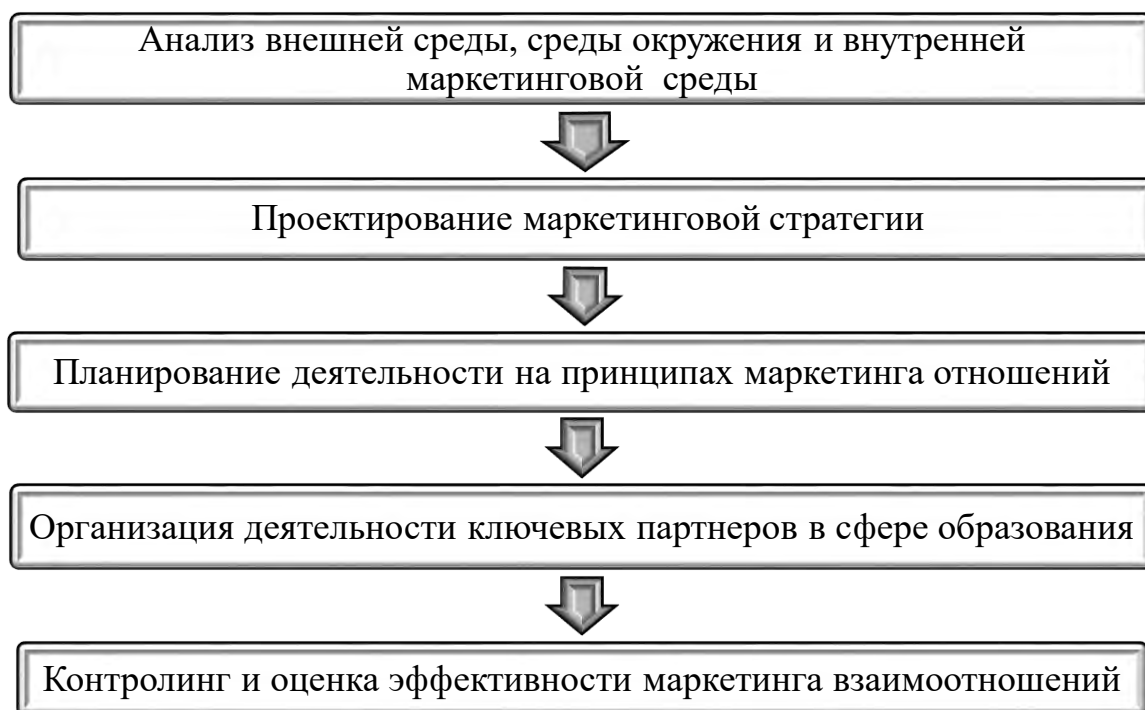 Анализ внешней среды, среды окружения и внутренней
маркетинговой среды
Проектирование маркетинговой стратегии
Планирование деятельности на принципах маркетинга отношений
Организация деятельности ключевых партнеров в сфере образования
Контролинг и оценка эффективности маркетинга взаимоотношений